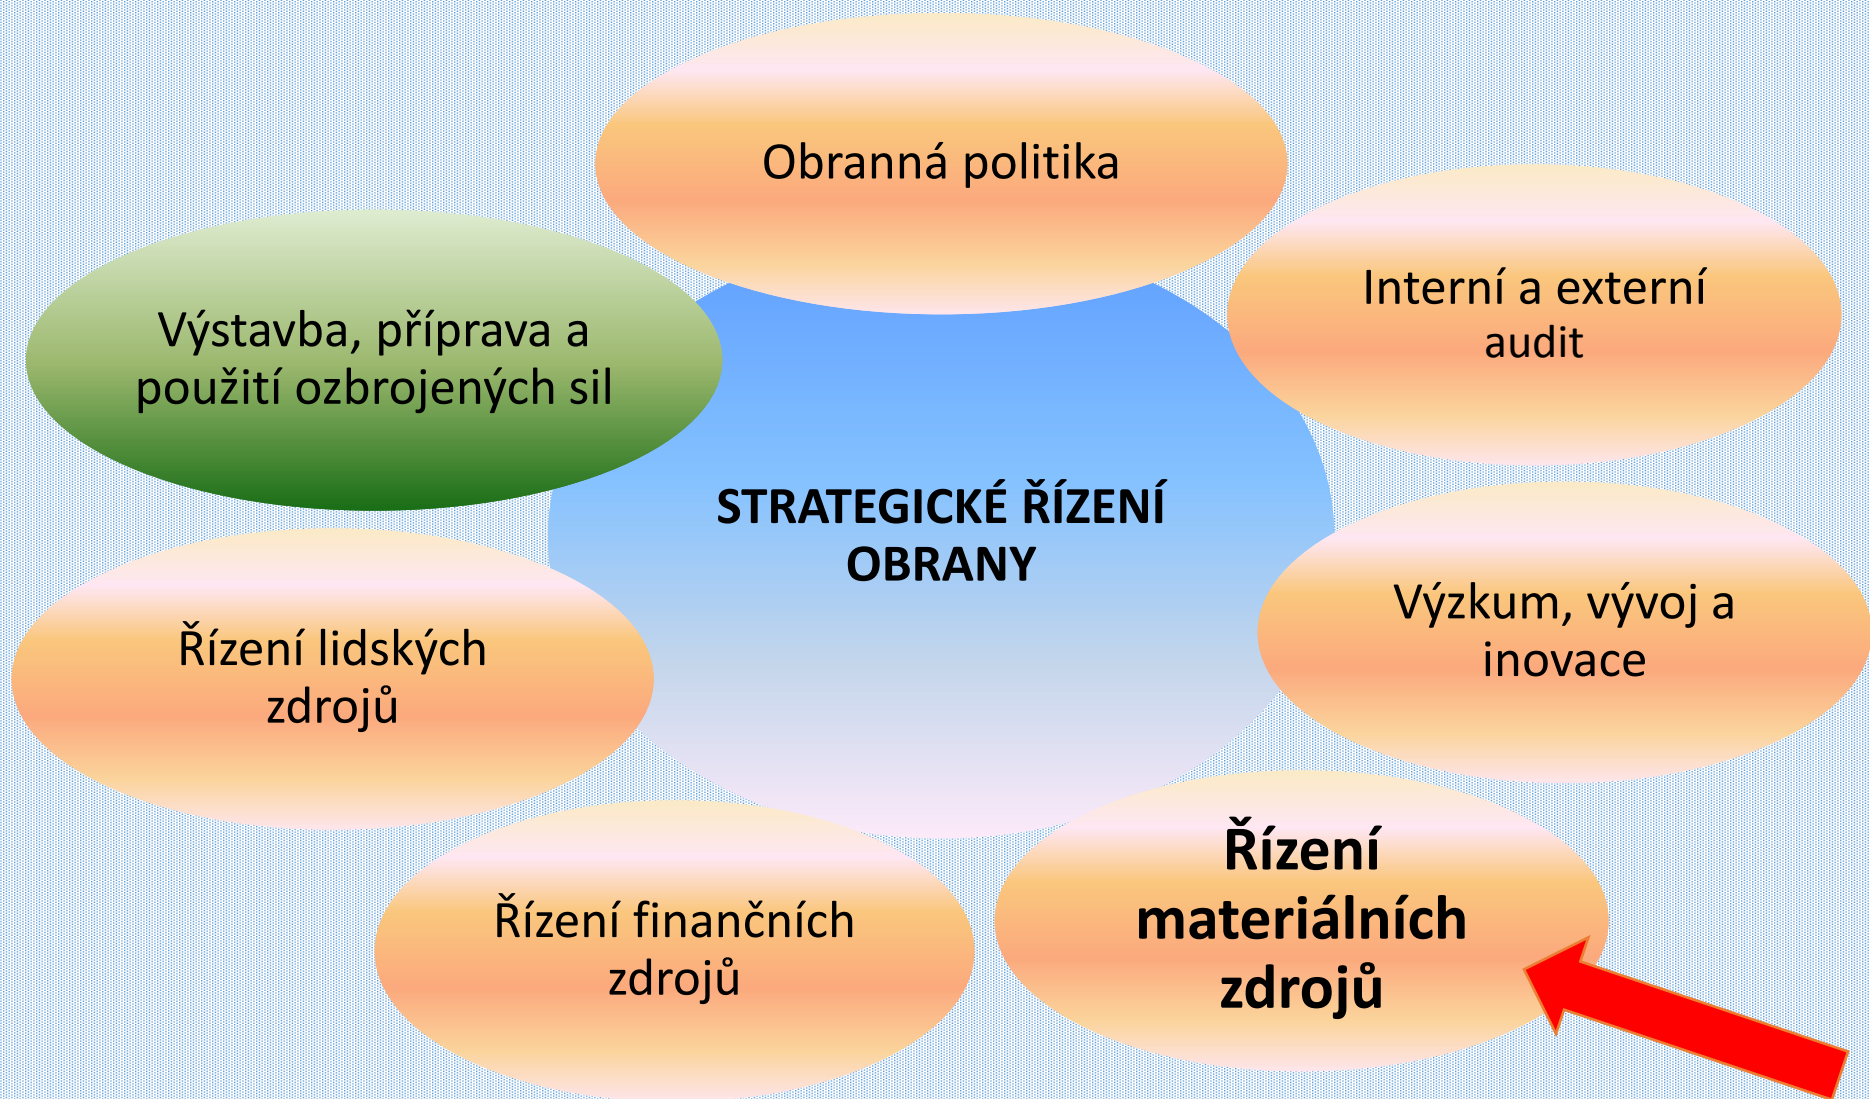 Obranná politika
Interní a externí
audit
Výstavba, příprava a
použití ozbrojených sil
STRATEGICKÉ ŘÍZENÍ
OBRANY
Výzkum, vývoj a
inovace
Řízení lidských
zdrojů
Řízení
materiálních
zdrojů
Řízení finančních
zdrojů